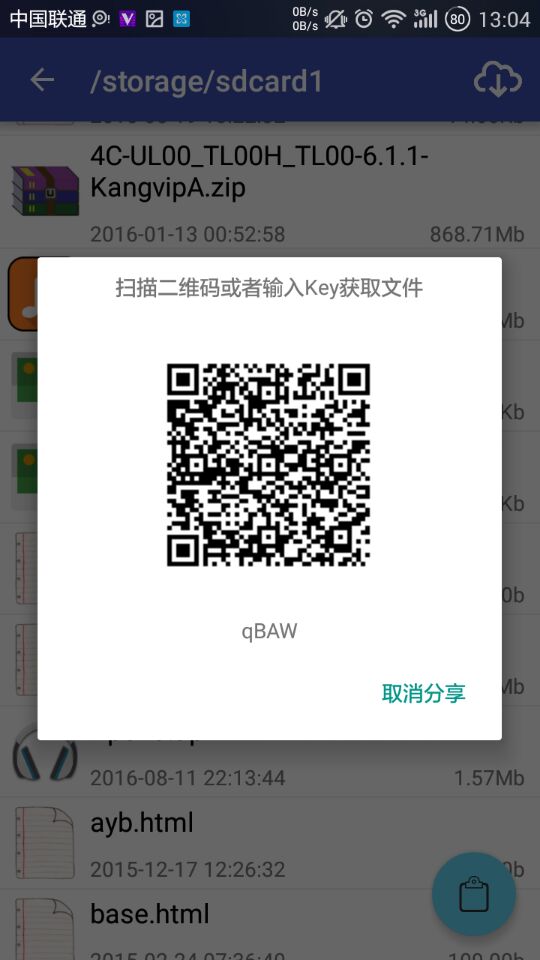 中国联通
0B/s
0B/s
3G
80
13:04
/storage/sdcard1
4C-UL00_TL00H_TL00-6.1.1-
KangvipA.zip
2016-01-13 00:52:58
868.71Mb
扫描二维码或者输入Key获取文件
Mb
Kb
Kb
0b
Mb
qBAW
取消分享
2016-08-11 22:13:44
1.57Mb
ayb.html
2015-12-17 12:26:32
0b
base.html